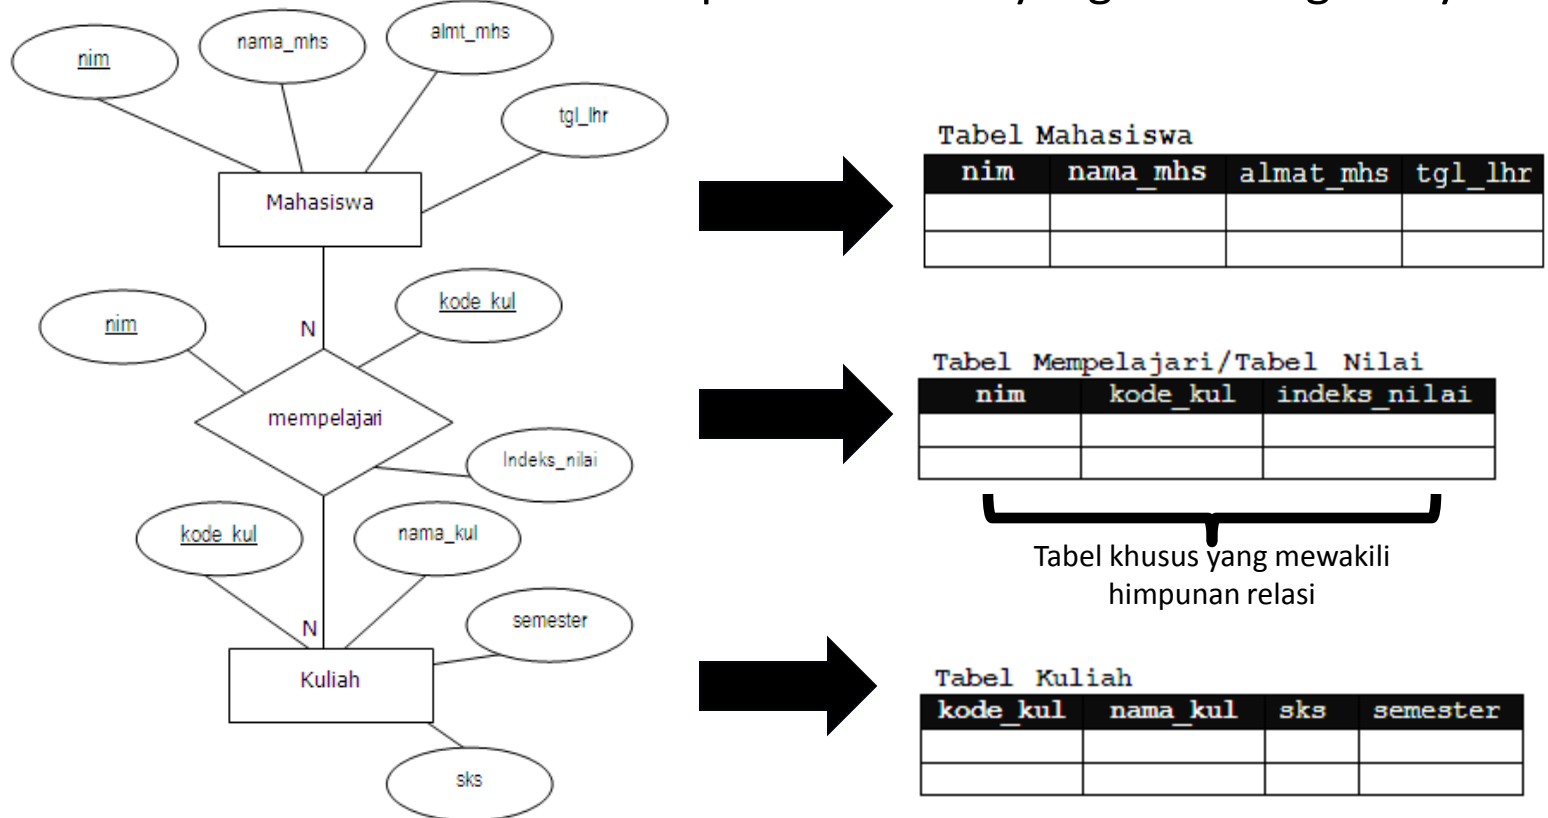 nim
nama_mhs
almt_mhs
tgl_lhr
Mahasiswa
N
nim
kode_kul
mempelajari
Indeks_nilai
kode_kul
nama_kul
N
semester
Kuliah
sks
Tabel Mahasiswa
nim nama_mhs almat_mhs tgl_lhr
Tabel Mempelajari/Tabel Nilai
nim kode_kul indeks_nilai
Tabel khusus yang mewakili
himpunan relasi
Tabel Kuliah
kode_kul nama_kul sks semester